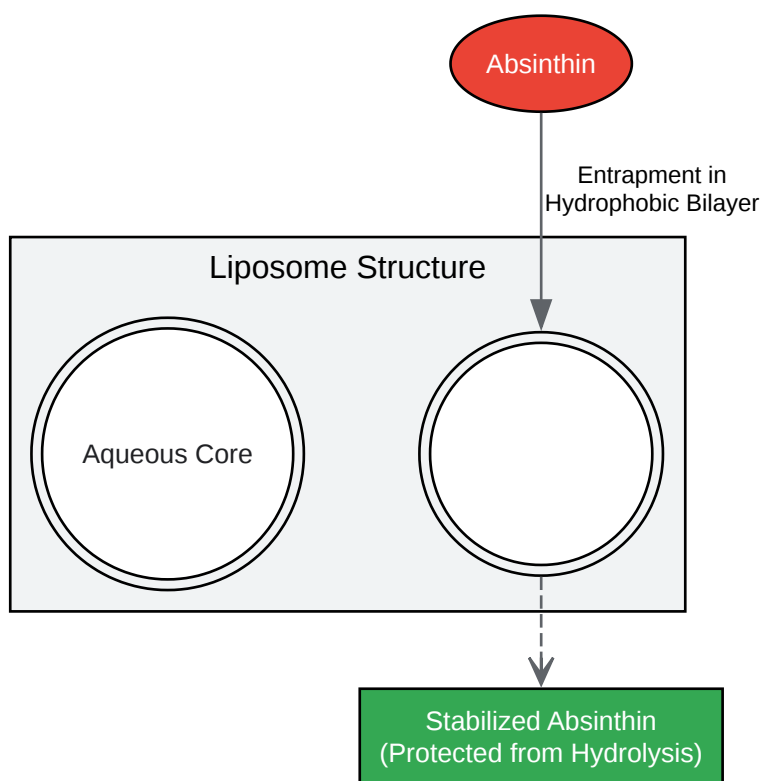 Absinthin
Entrapment in
Hydrophobic Bilayer
Liposome Structure
Aqueous Core
Stabilized Absinthin
(Protected from Hydrolysis)